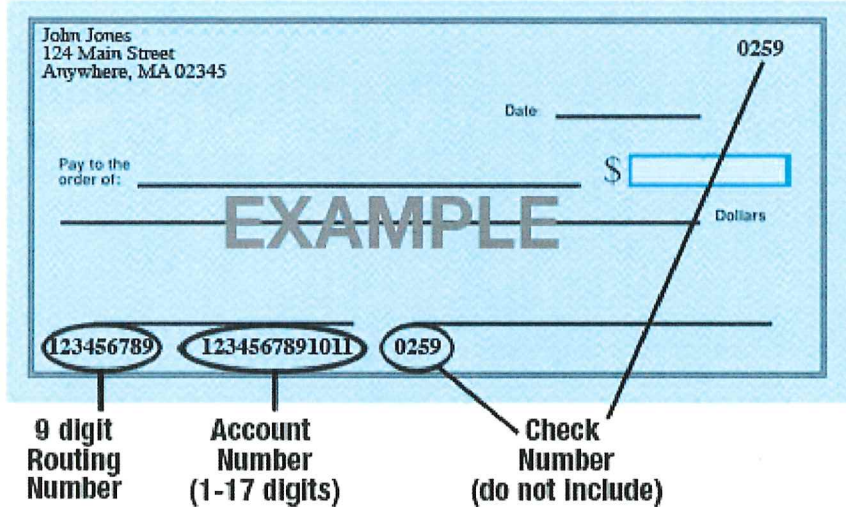 John Jones
124 Main Street
Anywhere, MA 02345
0259
Date
Pay to the
order of:
$
EXAMPLE
Dollars
123456789 1234567891011 0259
9 digit
Routing
Number
Account
Number
(1-17 digits)
Check
Number
(do not include)